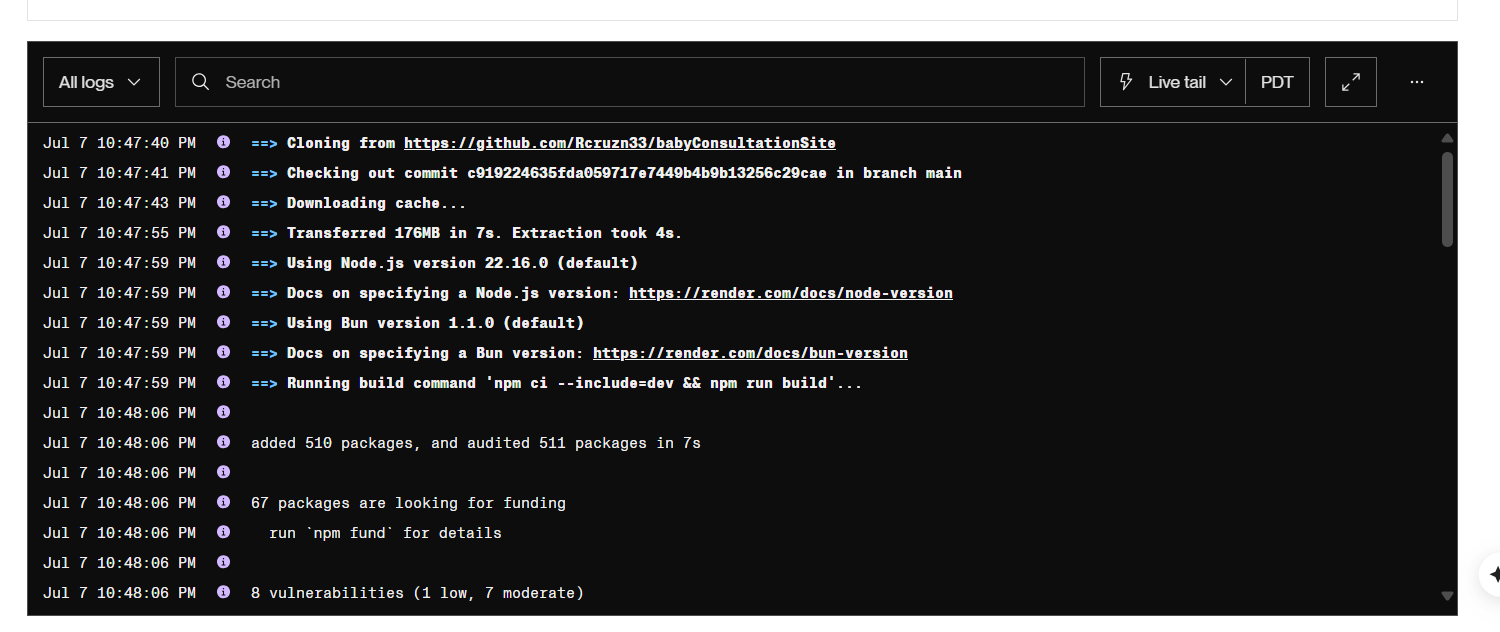 All logs
Search
Live tail
PDT
Jul 7 10:47:40 PM ==> Cloning from https://github.com/Rcruzn33/babyConsultationSite
Jul 7 10:47:41 PM ==> Checking out commit c919224635fda059717e7449b4b9b13256c29cae in branch main
Jul 7 10:47:43 PM ==> Downloading cache...
Jul 7 10:47:55 PM ==> Transferred 176MB in 7s. Extraction took 4s.
Jul 7 10:47:59 PM ==> Using Node.js version 22.16.0 (default)
Jul 7 10:47:59 PM ==> Docs on specifying a Node.js version: https://render.com/docs/node-version
Jul 7 10:47:59 PM ==> Using Bun version 1.1.0 (default)
Jul 7 10:47:59 PM ==> Docs on specifying a Bun version: https://render.com/docs/bun-version
Jul 7 10:47:59 PM ==> Running build command 'npm ci --include=dev && npm run build'...
Jul 7 10:48:06 PM
Jul 7 10:48:06 PM added 510 packages, and audited 511 packages in 7s
Jul 7 10:48:06 PM
Jul 7 10:48:06 PM 67 packages are looking for funding
Jul 7 10:48:06 PM run `npm fund` for details
Jul 7 10:48:06 PM
Jul 7 10:48:06 PM 8 vulnerabilities (1 low, 7 moderate)